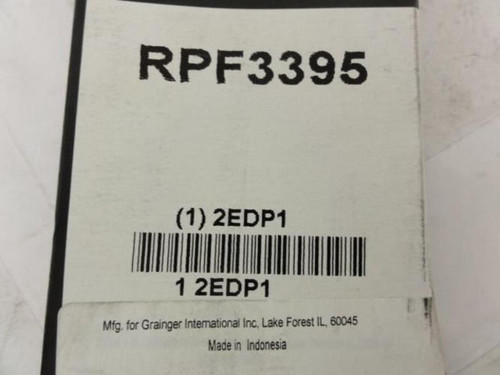 RPF3395
(1) 2EDP1
1 2EDP1
Mfg. for Grainger International Inc, Lake Forest IL, 60045
Made in Indonesia